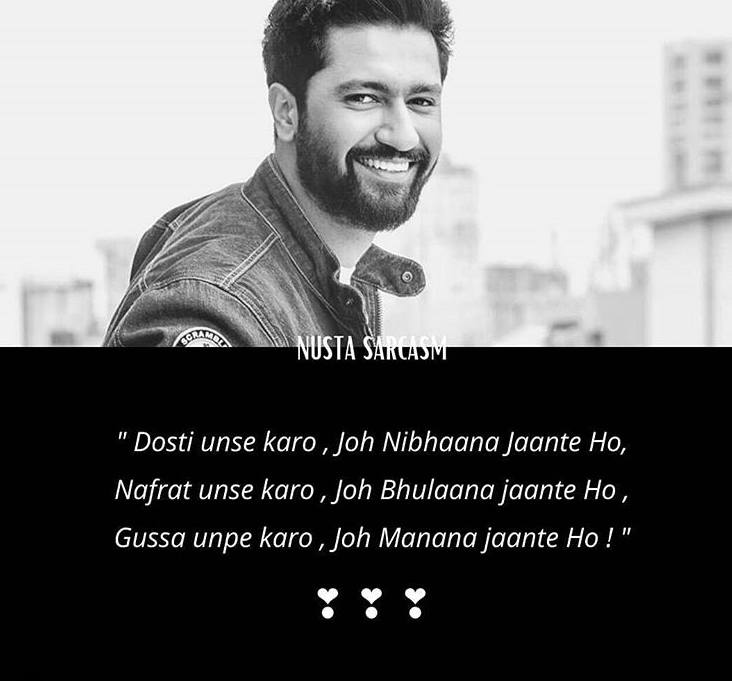 SCRAMBLE
NUSTA SARCASM
" Dosti unse karo , Joh Nibhaana Jaante Ho,
Nafrat unse karo , Joh Bhulaana jaante Ho ,
Gussa unpe karo , Joh Manana jaante Ho ! "